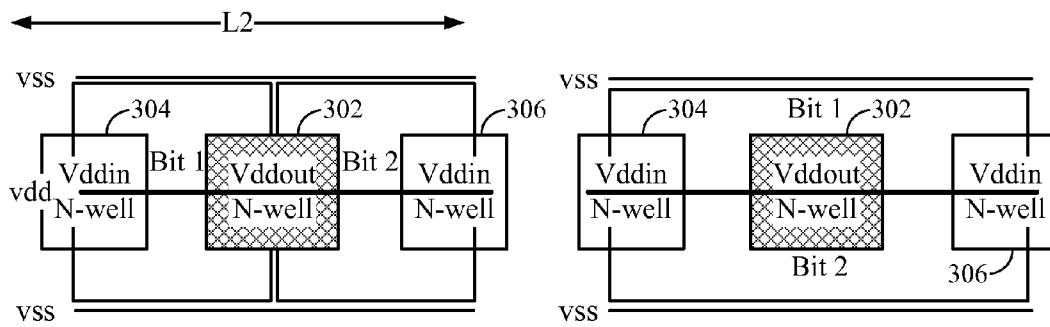 L2
vss
304
302
306
Vddin
N-well
Bit 1
Vddout
N-well
Bit 2
Vddin
N-well
vdd
vss
vss
304
Bit 1
302
Vddin
N-well
Vddout
N-well
Vddin
N-well
Bit 2
306
vss